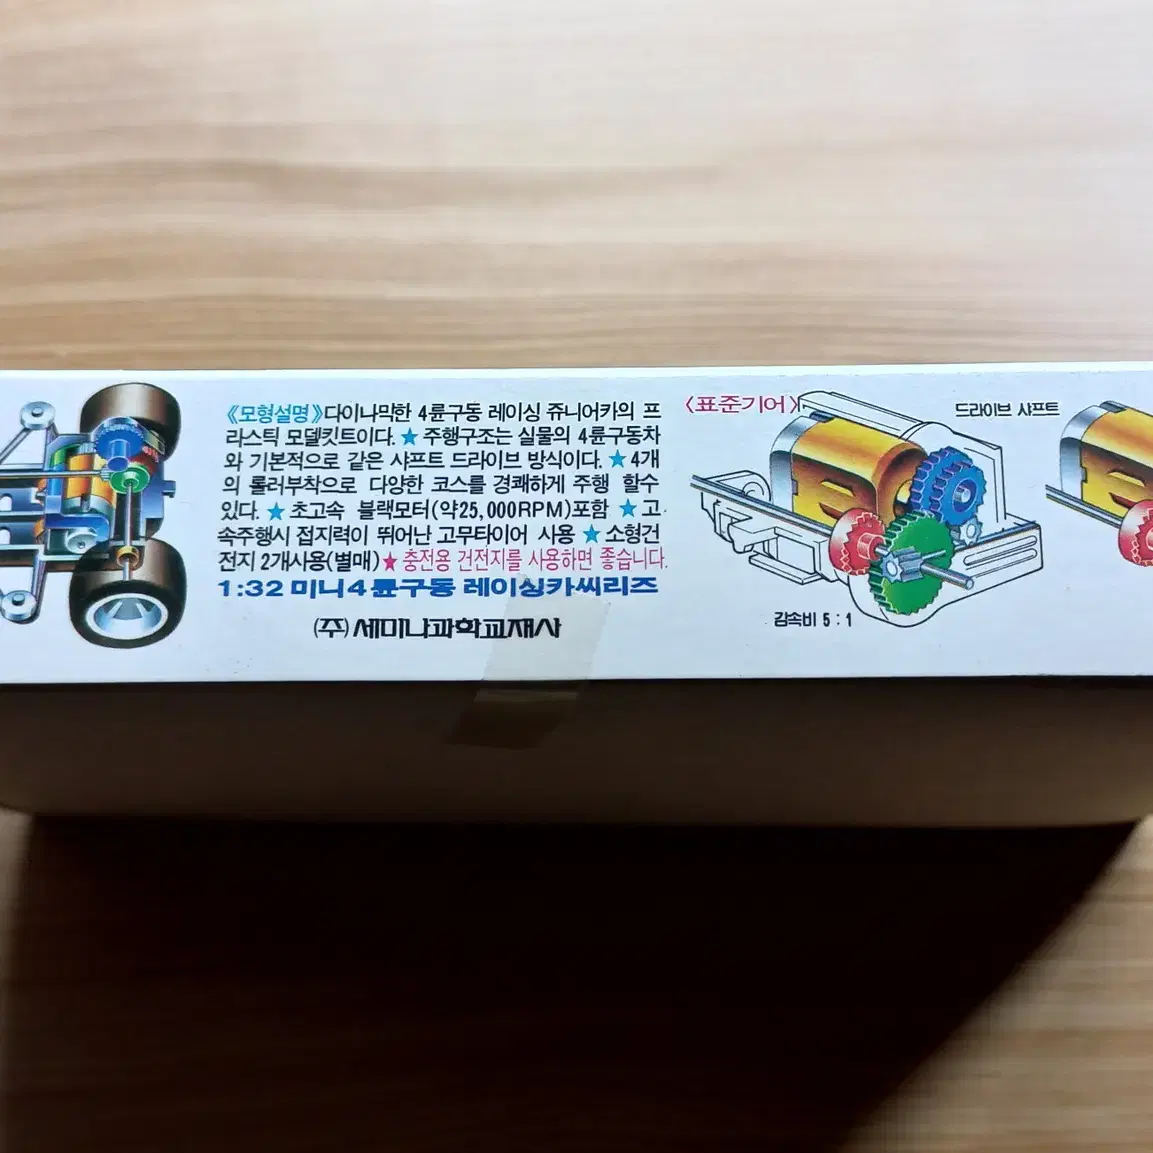 《모형설명》다이나믹한 4륜구동 레이싱 쥬니어카의 프
라스틱 모델킷트이다. ★ 주행구조는 실물의 4륜구동차
와 기본적으로 같은 샤프트 드라이브 방식이다. ★ 4개
의 롤러부착으로 다양한 코스를 경쾌하게 주행 할수
있다. ★ 초고속 블랙모터(약25,000RPM)포함 ★ 고
속주행시 접지력이 뛰어난 고무타이어 사용 ★ 소형건
전지 2개사용(별매) ★ 충전용 건전지를 사용하면 좋습니다.
1:32 미니4륜구동 레이싱카씨리즈
(주)세미나과학교재사
〈표준기어〉
드라이브 샤프트
감속비 5 : 1